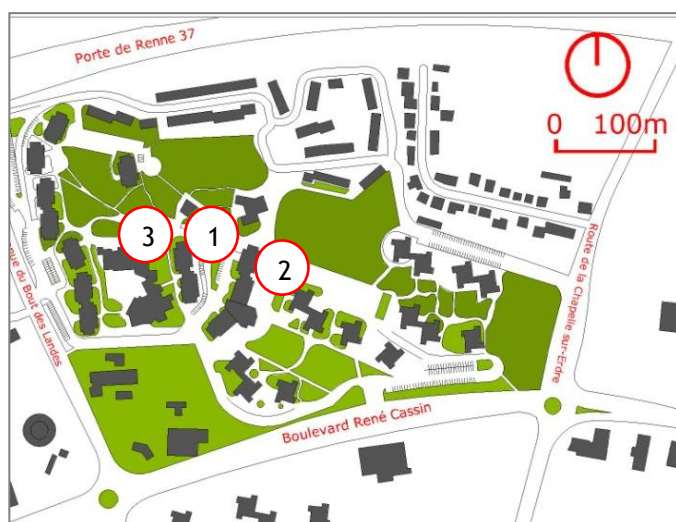 Porte de Renne 37
0 100m
3
1
2
nue du Bout des Landes
Route de la Chapelle sur-Erdre
Boulevard René Cassin